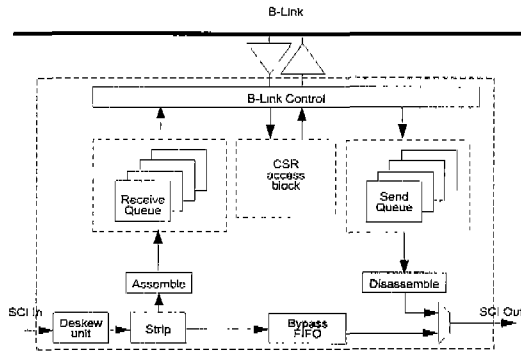 B-Link
B-Link Control
CSR
access
block
Receive
Queue
Send
Queue
Assemble
Disassemble
SCI In
SCI Out
Deskew
unit
Strip
Bypass
FIFO